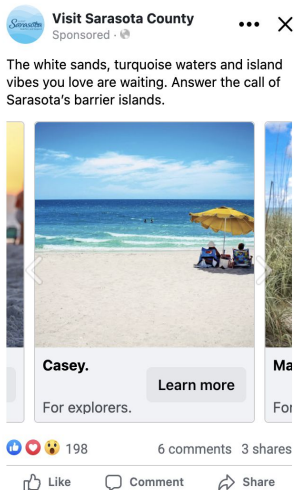 Sarasota
Visit Sarasota County
Sponsored ·
The white sands, turquoise waters and island
vibes you love are waiting. Answer the call of
Sarasota's barrier islands.
Casey.
Learn more
For explorers.
Ma
For
198
6 comments 3 shares
Like
Comment
Share